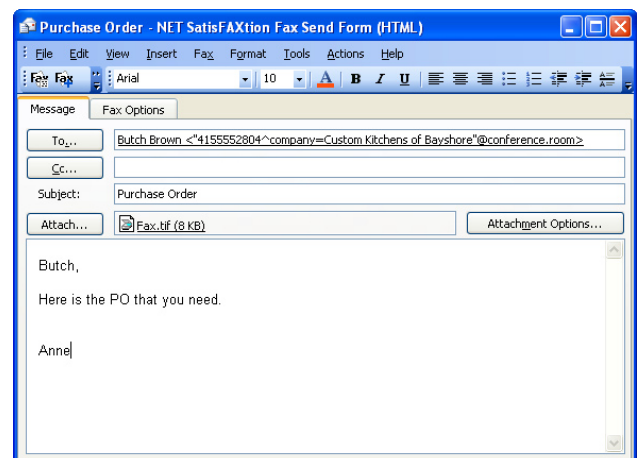 Purchase Order - NET SatisFAXtion Fax Send Form (HTML)
File Edit View Insert Fax Format Tools Actions Help
Fax Fax Arial 10 A B I U
Message Fax Options
To... Butch Brown <"4155552804^company=Custom Kitchens of Bayshore"@conference.room>
Cc...
Subject: Purchase Order
Attach... Fax.tif (8 KB) Attachment Options...
Butch,
Here is the PO that you need.
Anne